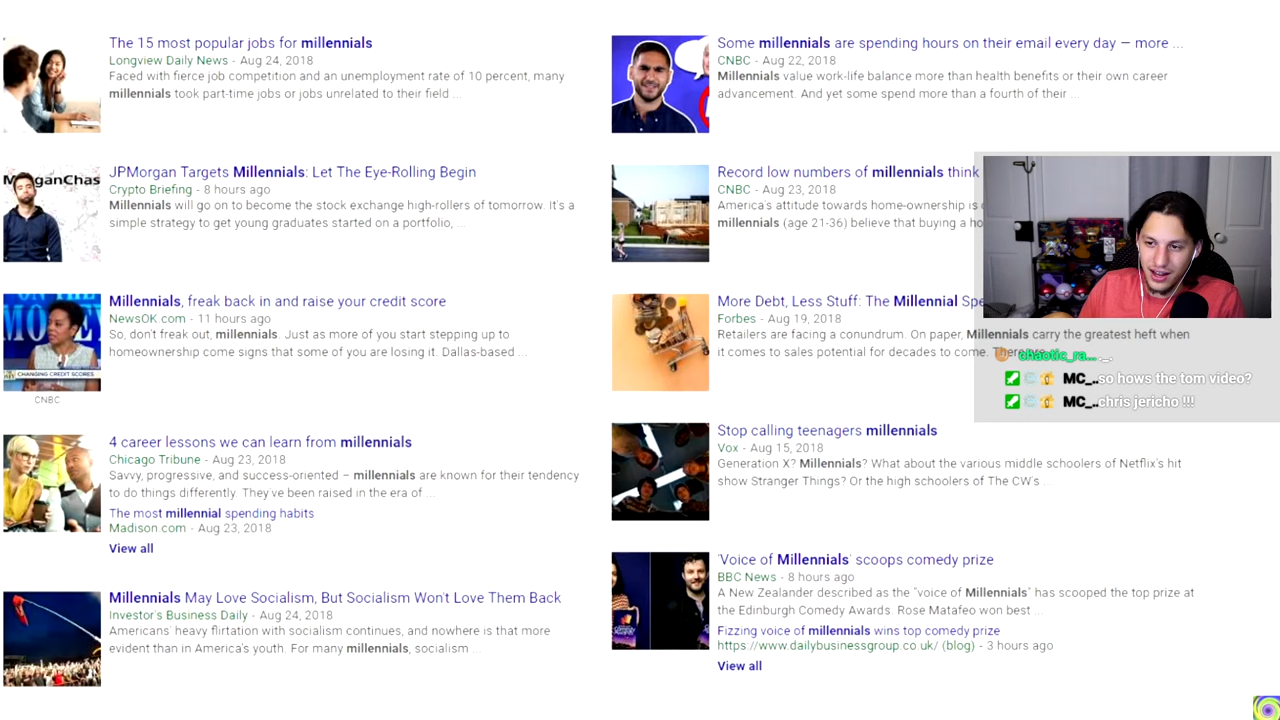 The 15 most popular jobs for millennials
Longview Daily News - Aug 24, 2018
Faced with fierce job competition and an unemployment rate of 10 percent, many
millennials took part-time jobs or jobs unrelated to their field ...
JPMorgan Targets Millennials: Let The Eye-Rolling Begin
Crypto Briefing - 8 hours ago
Millennials will go on to become the stock exchange high-rollers of tomorrow. It's a
simple strategy to get young graduates started on a portfolio, ...
Millennials, freak back in and raise your credit score
NewsOK.com - 11 hours ago
So, don't freak out, millennials. Just as more of you start stepping up to
homeownership come signs that some of you are losing it. Dallas-based ...
CHANGING CREDIT SCORES
CNBC
4 career lessons we can learn from millennials
Chicago Tribune - Aug 23, 2018
Savvy, progressive, and success-oriented – millennials are known for their tendency
to do things differently. They've been raised in the era of ...
The most millennial spending habits
Madison.com - Aug 23, 2018
View all
Millennials May Love Socialism, But Socialism Won't Love Them Back
Investor's Business Daily - Aug 24, 2018
Americans' heavy flirtation with socialism continues, and nowhere is that more
evident than in America's youth. For many millennials, socialism ...
Some millennials are spending hours on their email every day — more ...
CNBC - Aug 22, 2018
Millennials value work-life balance more than health benefits or their own career
advancement. And yet some spend more than a fourth of their ...
Record low numbers of millennials think
CNBC - Aug 23, 2018
America's attitude towards home-ownership is
millennials (age 21-36) believe that buying a
More Debt, Less Stuff: The Millennial
Forbes - Aug 19, 2018
Retailers are facing a conundrum. On paper, Millennials carry the greatest heft when
it comes to sales potential for decades to come.
chaotic_ra... ._.
MC_.. so hows the tom video?
MC_.. chris jericho !!!
Stop calling teenagers millennials
Vox - Aug 15, 2018
Generation X? Millennials? What about the various middle schoolers of Netflix's hit
show Stranger Things? Or the high schoolers of The CW's ...
'Voice of Millennials' scoops comedy prize
BBC News - 8 hours ago
A New Zealander described as the "voice of Millennials" has scooped the top prize at
the Edinburgh Comedy Awards. Rose Matafeo won best ...
Fizzing voice of millennials wins top comedy prize
https://www.dailybusinessgroup.co.uk/ (blog) - 3 hours ago
View all